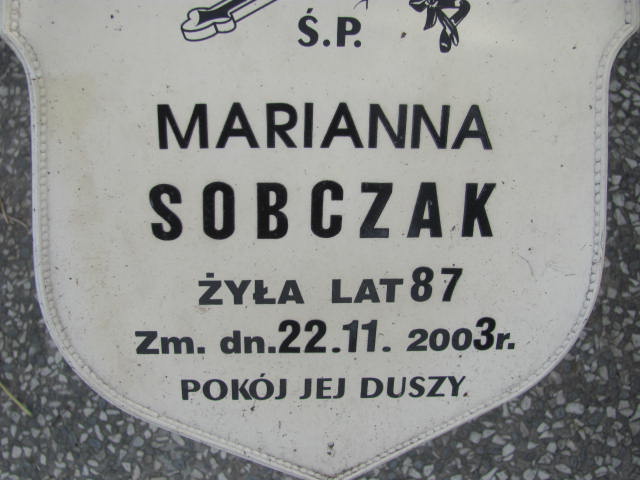 Ś.P.
MARIANNA
SOBCZAK
ŻYŁA LAT 87
Zm. dn. 22.11. 2003r.
POKÓJ JEJ DUSZY.